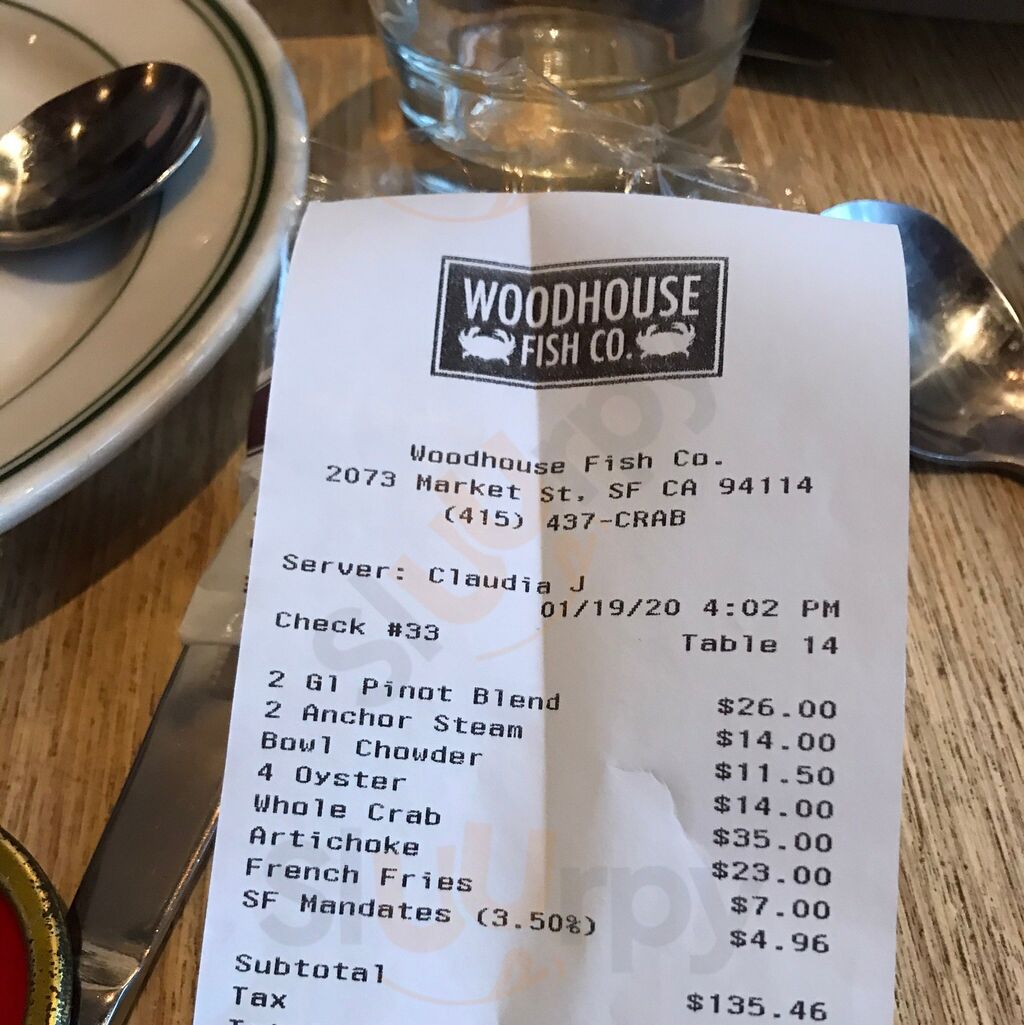 WOODHOUSE
FISH CO.
Woodhouse Fish Co.
2073 Market St, SF CA 94114
(415) 437-CRAB
Server: Claudia J
01/19/20 4:02 PM
Check #33
Table 14
2 Gl Pinot Blend $26.00
2 Anchor Steam $14.00
Bowl Chowder $11.50
4 Oyster $14.00
Whole Crab $35.00
Artichoke $23.00
French Fries $7.00
SF Mandates (3.50%) $4.96
Subtotal $135.46
Tax
sluurpy
sluurpy